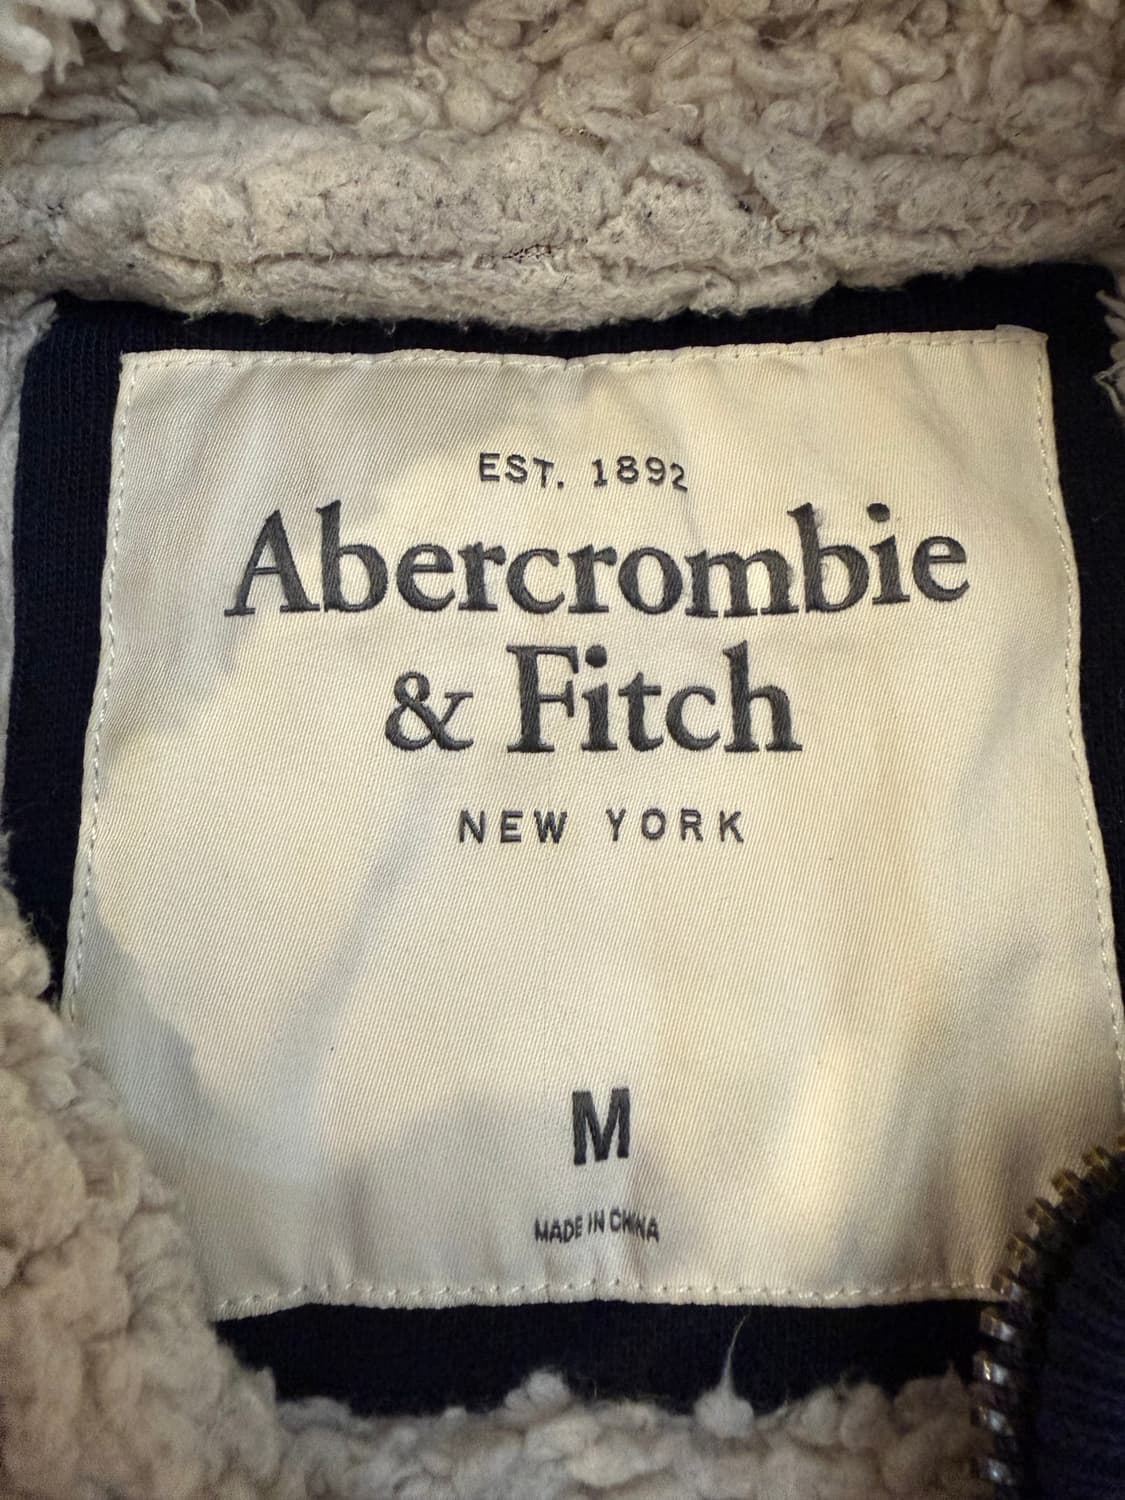 EST. 1892
Abercrombie
& Fitch
NEW YORK
M
MADE IN CHINA